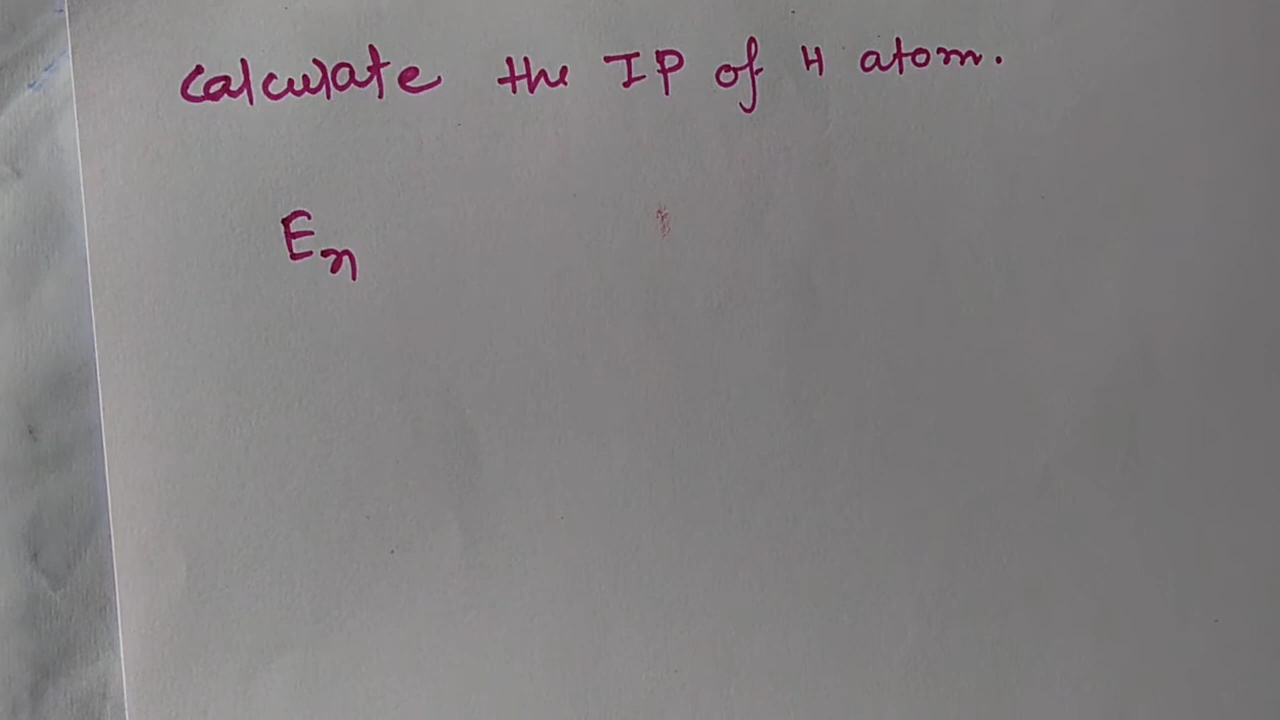 Calculate the IP of H atom.
En